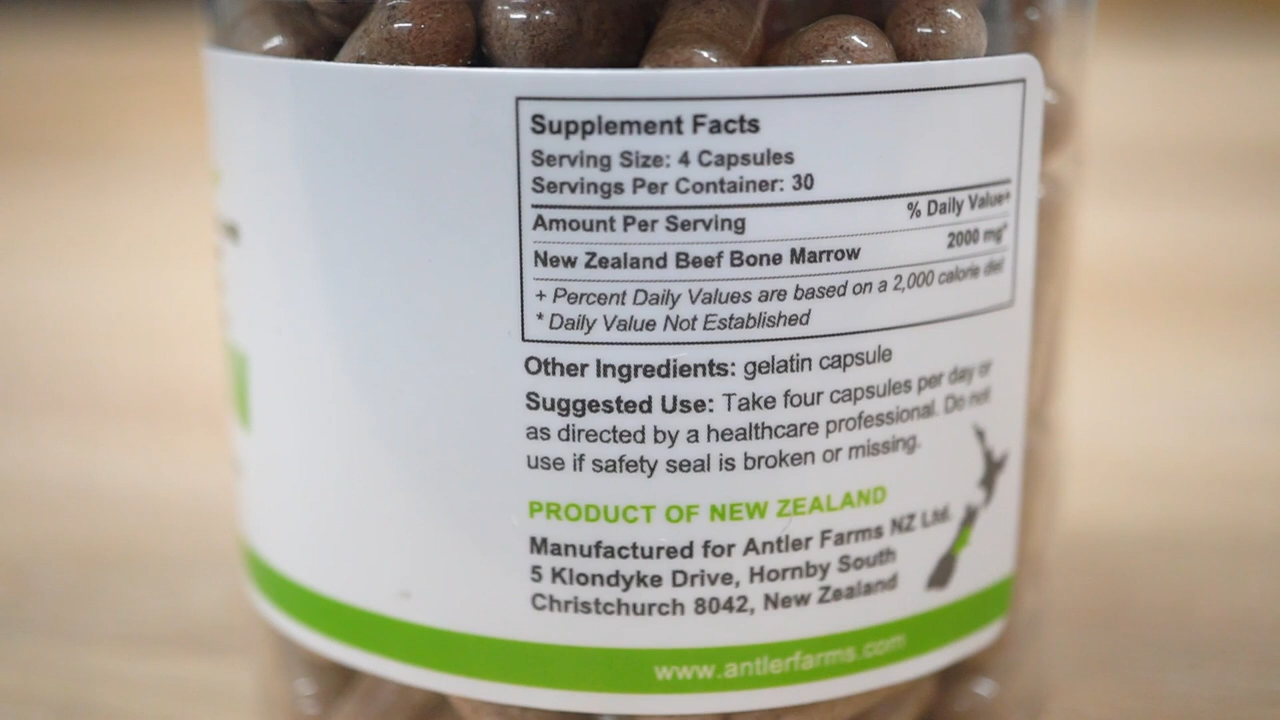 Supplement Facts
Serving Size: 4 Capsules
Servings Per Container: 30
% Daily Value+
Amount Per Serving
New Zealand Beef Bone Marrow 2000 mg*
+ Percent Daily Values are based on a 2,000 calorie diet
* Daily Value Not Established
Other Ingredients: gelatin capsule
Suggested Use: Take four capsules per day or
as directed by a healthcare professional. Do not
use if safety seal is broken or missing.
PRODUCT OF NEW ZEALAND
Manufactured for Antler Farms NZ Ltd.
5 Klondyke Drive, Hornby South
Christchurch 8042, New Zealand
www.antlerfarms.com